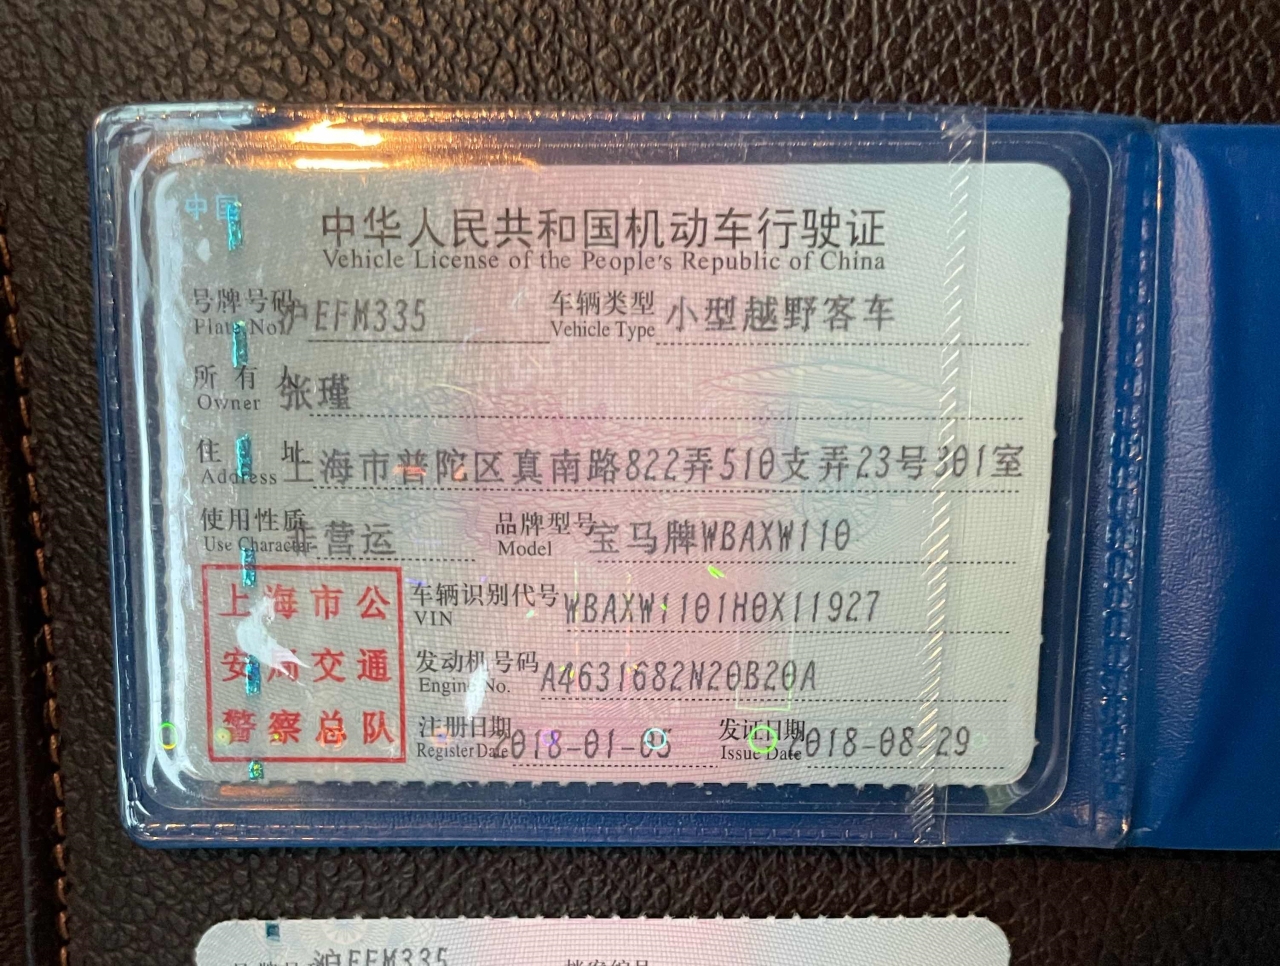 中国
中华人民共和国机动车行驶证
Vehicle License of the People's Republic of China
号牌号码 沪EFM335 车辆类型 小型越野客车
Plate No. Vehicle Type
所有人 张瑾
Owner
住址 上海市普陀区真南路822弄510支弄23号301室
Address
使用性质 非营运 品牌型号 宝马牌WBAXW110
Use Character Model
上海市公
安局交通
警察总队
车辆识别代号 WBAXW1101H0X11927
VIN
发动机号码 A4631682N20B20A
Engine No.
注册日期 2018-01-05 发证日期 2018-08-29
Register Date Issue Date
沪EFM335